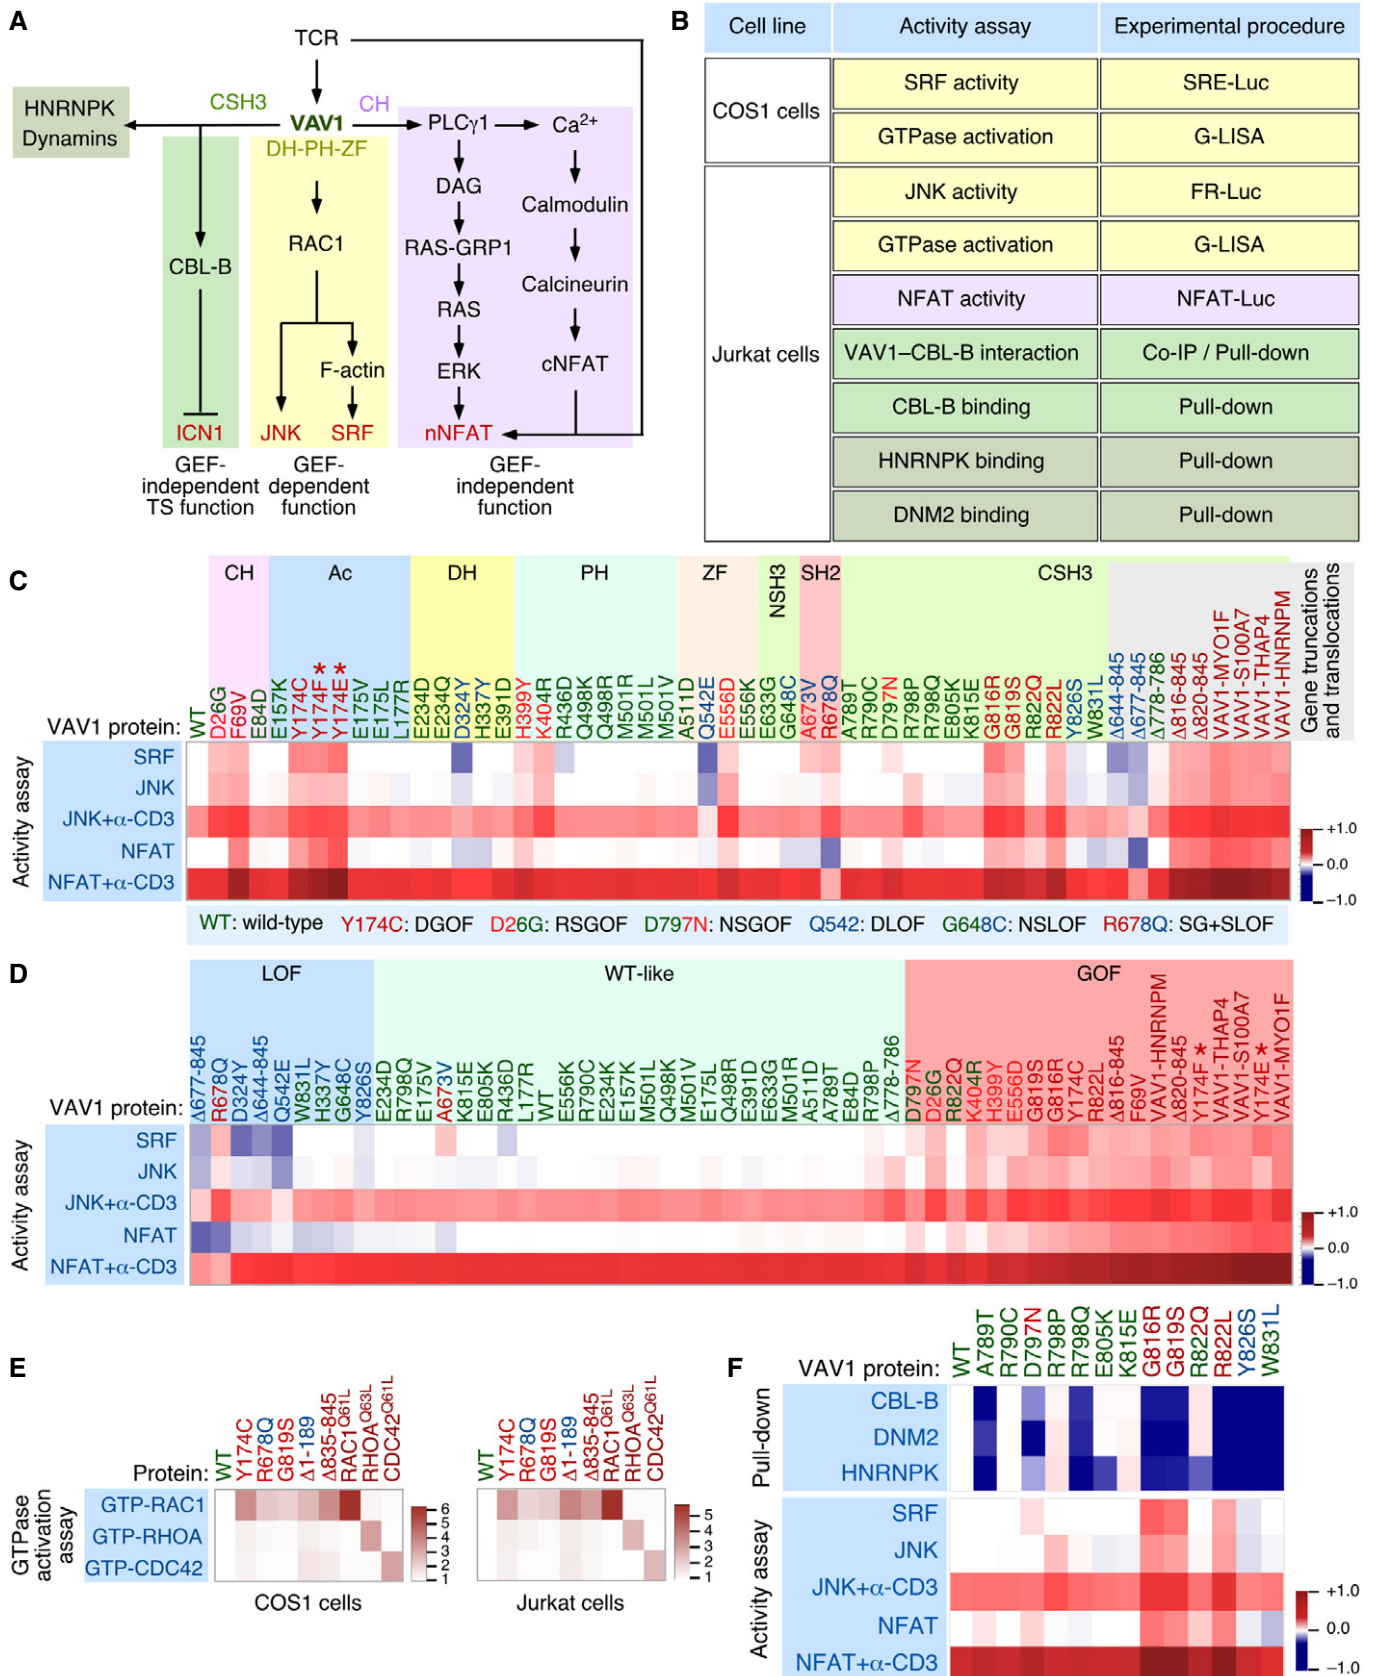 A
TCR
HNRNPK
Dynamins
CSH3
VAV1
CH
DH-PH-ZF
PLCγ1
Ca2+
DAG
Calmodulin
RAC1
RAS-GRP1
CBL-B
Calcineurin
RAS
F-actin
ERK
cNFAT
ICN1
JNK
SRF
nNFAT
GEF-
independent
TS function
GEF-
dependent
function
GEF-
independent
function
B
Cell line
Activity assay
Experimental procedure
COS1 cells
SRF activity
SRE-Luc
GTPase activation
G-LISA
Jurkat cells
JNK activity
FR-Luc
GTPase activation
G-LISA
NFAT activity
NFAT-Luc
VAV1–CBL-B interaction
Co-IP / Pull-down
CBL-B binding
Pull-down
HNRNPK binding
Pull-down
DNM2 binding
Pull-down
C
CH
Ac
DH
PH
ZF
NSH3
SH2
CSH3
Gene truncations
and translocations
VAV1 protein:
WT
D26G
F69V
E84D
E157K
Y174C
Y174F *
Y174E *
E175V
E175L
L177R
E234D
E234Q
D324Y
H337Y
E391D
H399Y
K404R
R436D
Q498K
Q498R
M501R
M501L
M501V
A511D
Q542E
E556D
E556K
E633G
G648C
A673V
R678Q
A789T
R790C
D797N
R798P
R798Q
E805K
K815E
G816R
G819S
R822Q
R822L
Y826S
W831L
Δ644-845
Δ677-845
Δ778-786
Δ816-845
Δ820-845
VAV1-MYO1F
VAV1-S100A7
VAV1-THAP4
VAV1-HNRNPM
Activity assay
SRF
JNK
JNK+α-CD3
NFAT
NFAT+α-CD3
+1.0
0.0
−1.0
WT: wild-type
Y174C: DGOF
D26G: RSGOF
D797N: NSGOF
Q542: DLOF
G648C: NSLOF
R678Q: SG+SLOF
D
LOF
WT-like
GOF
VAV1 protein:
Δ677-845
R678Q
D324Y
Δ644-845
Q542E
W831L
H337Y
G648C
Y826S
E234D
R798Q
E175V
A673V
K815E
E805K
R436D
L177R
WT
E556K
R790C
E234K
E157K
M501L
Q498K
M501V
E175L
Q498R
E391D
E633G
M501R
A511D
A789T
E84D
R798P
Δ778-786
D797N
D26G
R822Q
K404R
H399Y
E556D
G819S
G816R
Y174C
R822L
Δ816-845
F69V
VAV1-HNRNPM
Δ820-845
Y174F *
VAV1-THAP4
VAV1-S100A7
Y174E *
VAV1-MYO1F
Activity assay
SRF
JNK
JNK+α-CD3
NFAT
NFAT+α-CD3
+1.0
0.0
−1.0
E
Protein:
WT
Y174C
R678Q
G819S
Δ1-189
Δ835-845
RAC1Q61L
RHOAQ63L
CDC42Q61L
GTPase
activation
assay
GTP-RAC1
GTP-RHOA
GTP-CDC42
6
5
4
3
2
1
COS1 cells
WT
Y174C
R678Q
G819S
Δ1-189
Δ835-845
RAC1Q61L
RHOAQ63L
CDC42Q61L
5
4
3
2
1
Jurkat cells
F
VAV1 protein:
WT
A789T
R790C
D797N
R798P
R798Q
E805K
K815E
G816R
G819S
R822Q
R822L
Y826S
W831L
Pull-down
CBL-B
DNM2
HNRNPK
Activity assay
SRF
JNK
JNK+α-CD3
NFAT
NFAT+α-CD3
+1.0
0.0
−1.0